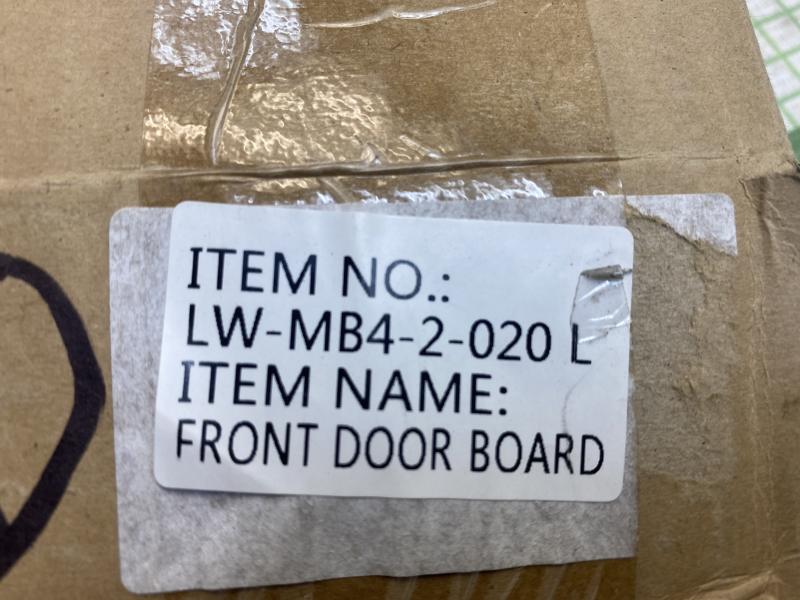 ITEM NO.:
LW-MB4-2-020 L
ITEM NAME:
FRONT DOOR BOARD